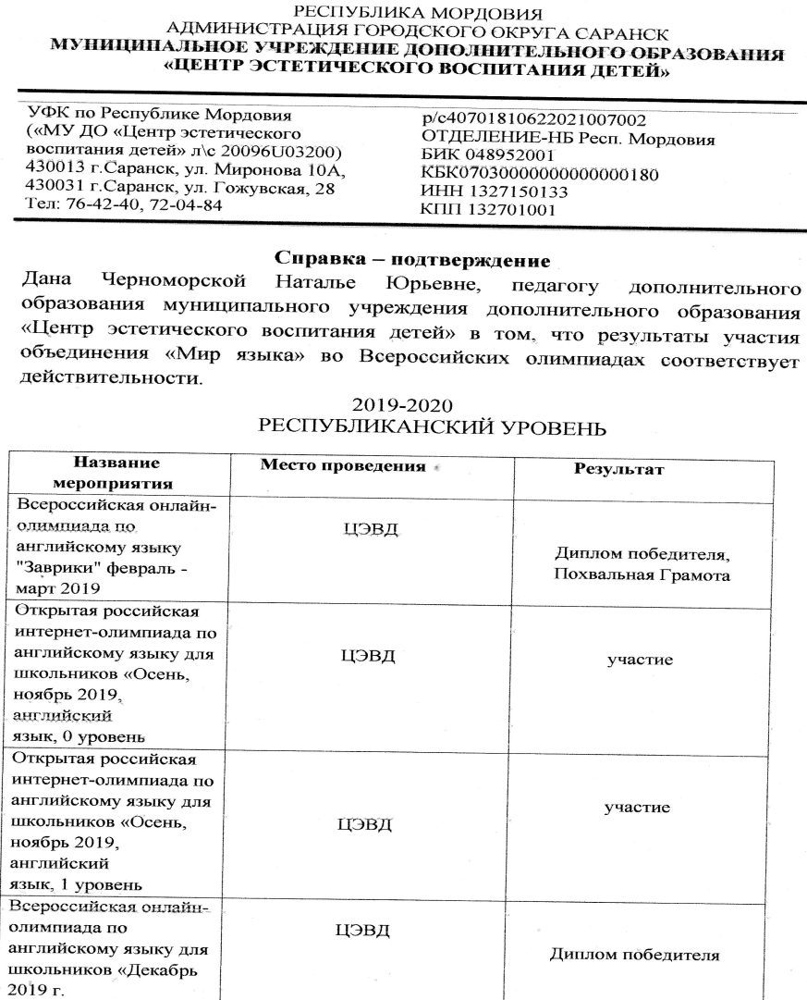 РЕСПУБЛИКА МОРДОВИЯ
АДМИНИСТРАЦИЯ ГОРОДСКОГО ОКРУГА САРАНСК
МУНИЦИПАЛЬНОЕ УЧРЕЖДЕНИЕ ДОПОЛНИТЕЛЬНОГО ОБРАЗОВАНИЯ
«ЦЕНТР ЭСТЕТИЧЕСКОГО ВОСПИТАНИЯ ДЕТЕЙ»
УФК по Республике Мордовия
(«МУ ДО «Центр эстетического
воспитания детей» л\с 20096U03200)
430013 г.Саранск, ул. Миронова 10А,
430031 г.Саранск, ул. Гожувская, 28
Тел: 76-42-40, 72-04-84
р/с40701810622021007002
ОТДЕЛЕНИЕ-НБ Респ. Мордовия
БИК 048952001
КБК07030000000000000180
ИНН 1327150133
КПП 132701001
Справка – подтверждение
Дана Черноморской Наталье Юрьевне, педагогу дополнительного
образования муниципального учреждения дополнительного образования
«Центр эстетического воспитания детей» в том, что результаты участия
объединения «Мир языка» во Всероссийских олимпиадах соответствует
действительности.
2019-2020
РЕСПУБЛИКАНСКИЙ УРОВЕНЬ
Название
мероприятия
Место проведения
Результат
Всероссийская онлайн-
олимпиада по
английскому языку
"Заврики" февраль -
март 2019
ЦЭВД
Диплом победителя,
Похвальная Грамота
Открытая российская
интернет-олимпиада по
английскому языку для
школьников «Осень,
ноябрь 2019,
английский
язык, 0 уровень
ЦЭВД
участие
Открытая российская
интернет-олимпиада по
английскому языку для
школьников «Осень,
ноябрь 2019,
английский
язык, 1 уровень
ЦЭВД
участие
Всероссийская онлайн-
олимпиада по
английскому языку для
школьников «Декабрь
2019 г.
ЦЭВД
Диплом победителя